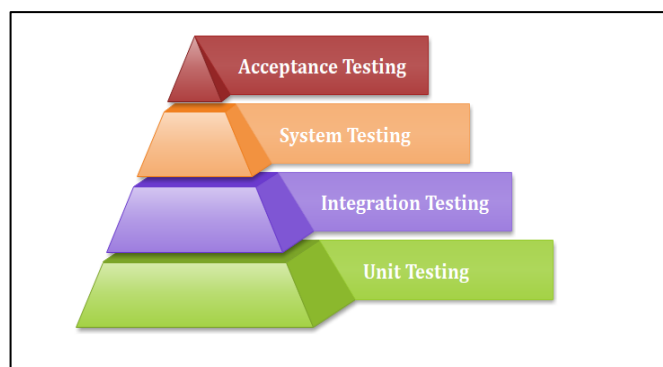 Acceptance Testing
System Testing
Integration Testing
Unit Testing